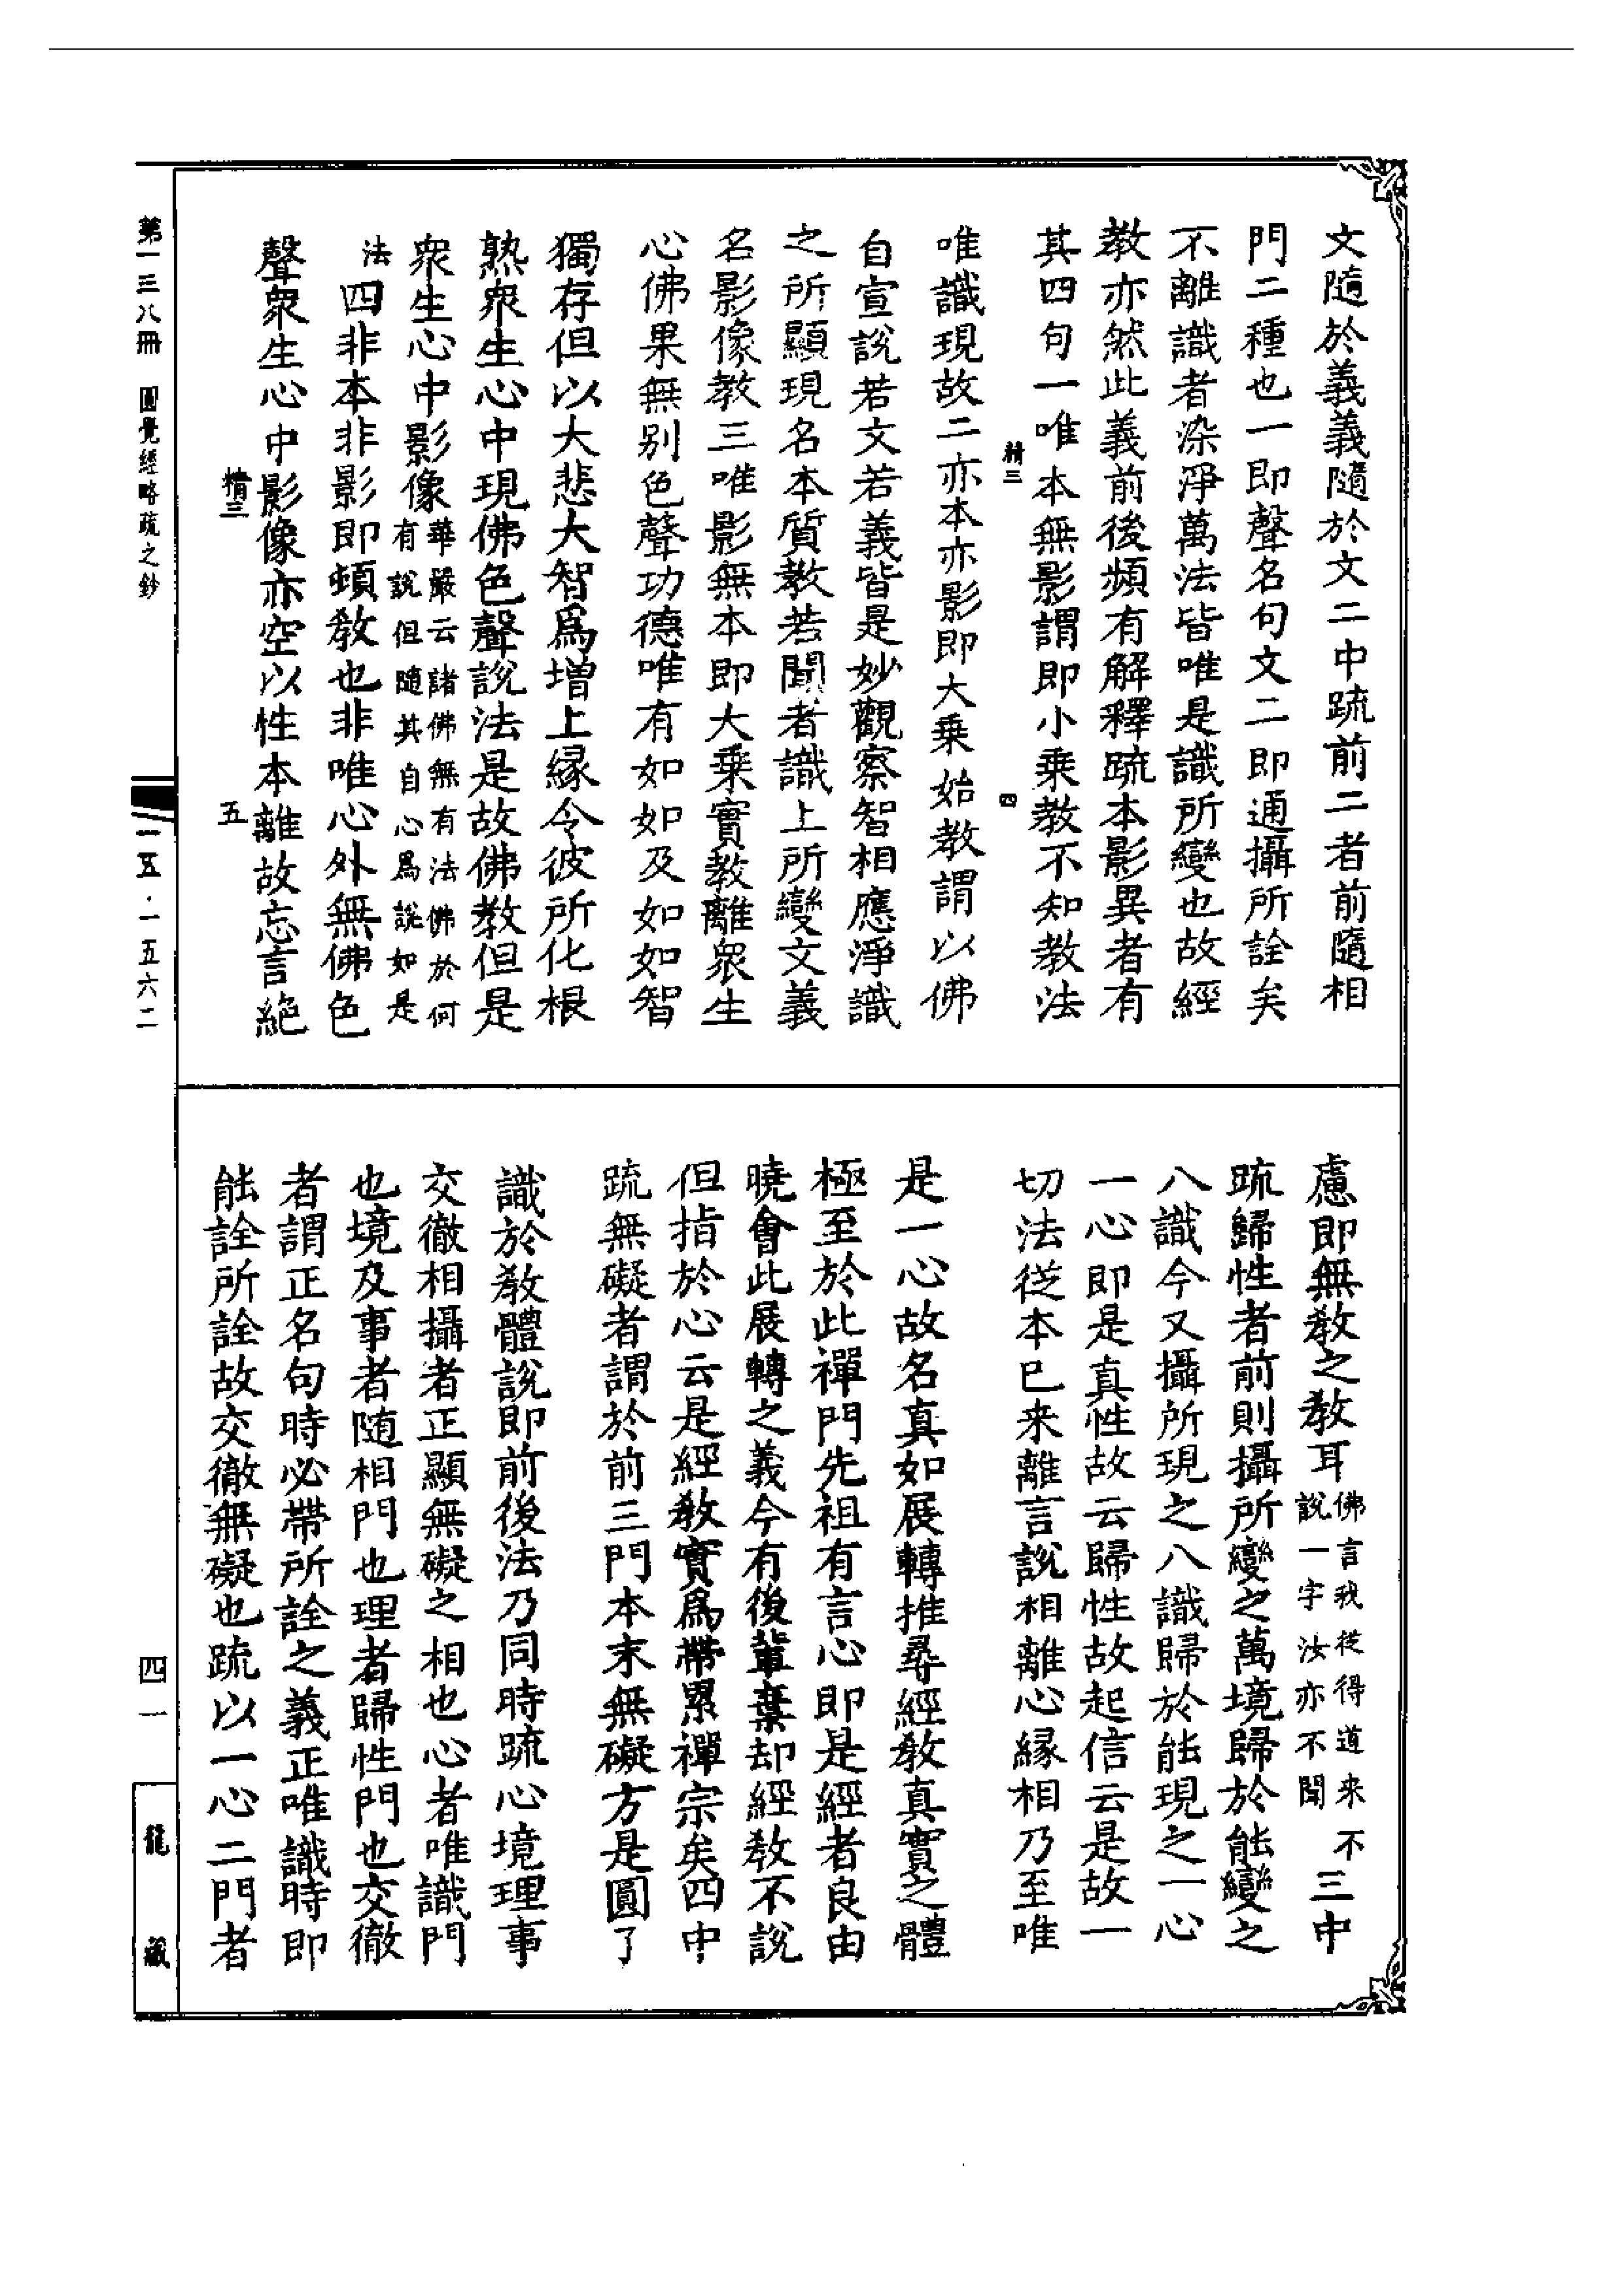 文隨於義義隨於文二中䟽前二者前隨相
門二種也一即聲名句文二即通攝所詮矣
不離識者染淨萬法皆唯是識所變也故經
教亦然此義前後頻有解釋䟽本影異者有
其四句一唯本無影謂即小乘教不知教法
精三
四
唯識現故二亦本亦影即大乘始教謂以佛
自宣說若文若義皆是妙觀察智相應淨識
之所顯現名本質教若聞者識上所變文義
名影像教三唯影無本即大乘實教離衆生
心佛果無别色聲功德唯有如如及如如智
獨存但以大悲大智爲增上緣令彼所化根
熟衆生心中現佛色聲說法是故佛教但是
衆生心中影像
華嚴云諸佛無有法佛於何
有說但隨其自心爲說如是
法
四非本非影即頓教也非唯心外無佛色
聲衆生心中影像亦空以性本離故忘言絕
精三
五
慮即無教之教耳
佛言我從得道来不
說一字汝亦不聞
三中
䟽歸性者前則攝所變之萬境歸於能變之
八識今又攝所現之八識歸於能現之一心
一心即是真性故云歸性故起信云是故一
切法從本已来離言說相離心緣相乃至唯
是一心故名真如展轉推尋經教真實之體
極至於此禪門先祖有言心即是經者良由
曉會此展轉之義今有後輩棄却經教不說
但指於心云是經教實爲帶累禪宗矣四中
䟽無礙者謂於前三門本末無礙方是圓了
識於教體說即前後法乃同時䟽心境理事
交徹相攝者正顯無礙之相也心者唯識門
也境及事者隨相門也理者歸性門也交徹
者謂正名句時必帶所詮之義正唯識時即
能詮所詮故交徹無礙也䟽以一心二門者
第一三八冊 圓覺經略疏之鈔
一五五·一五六二
四一
龍藏